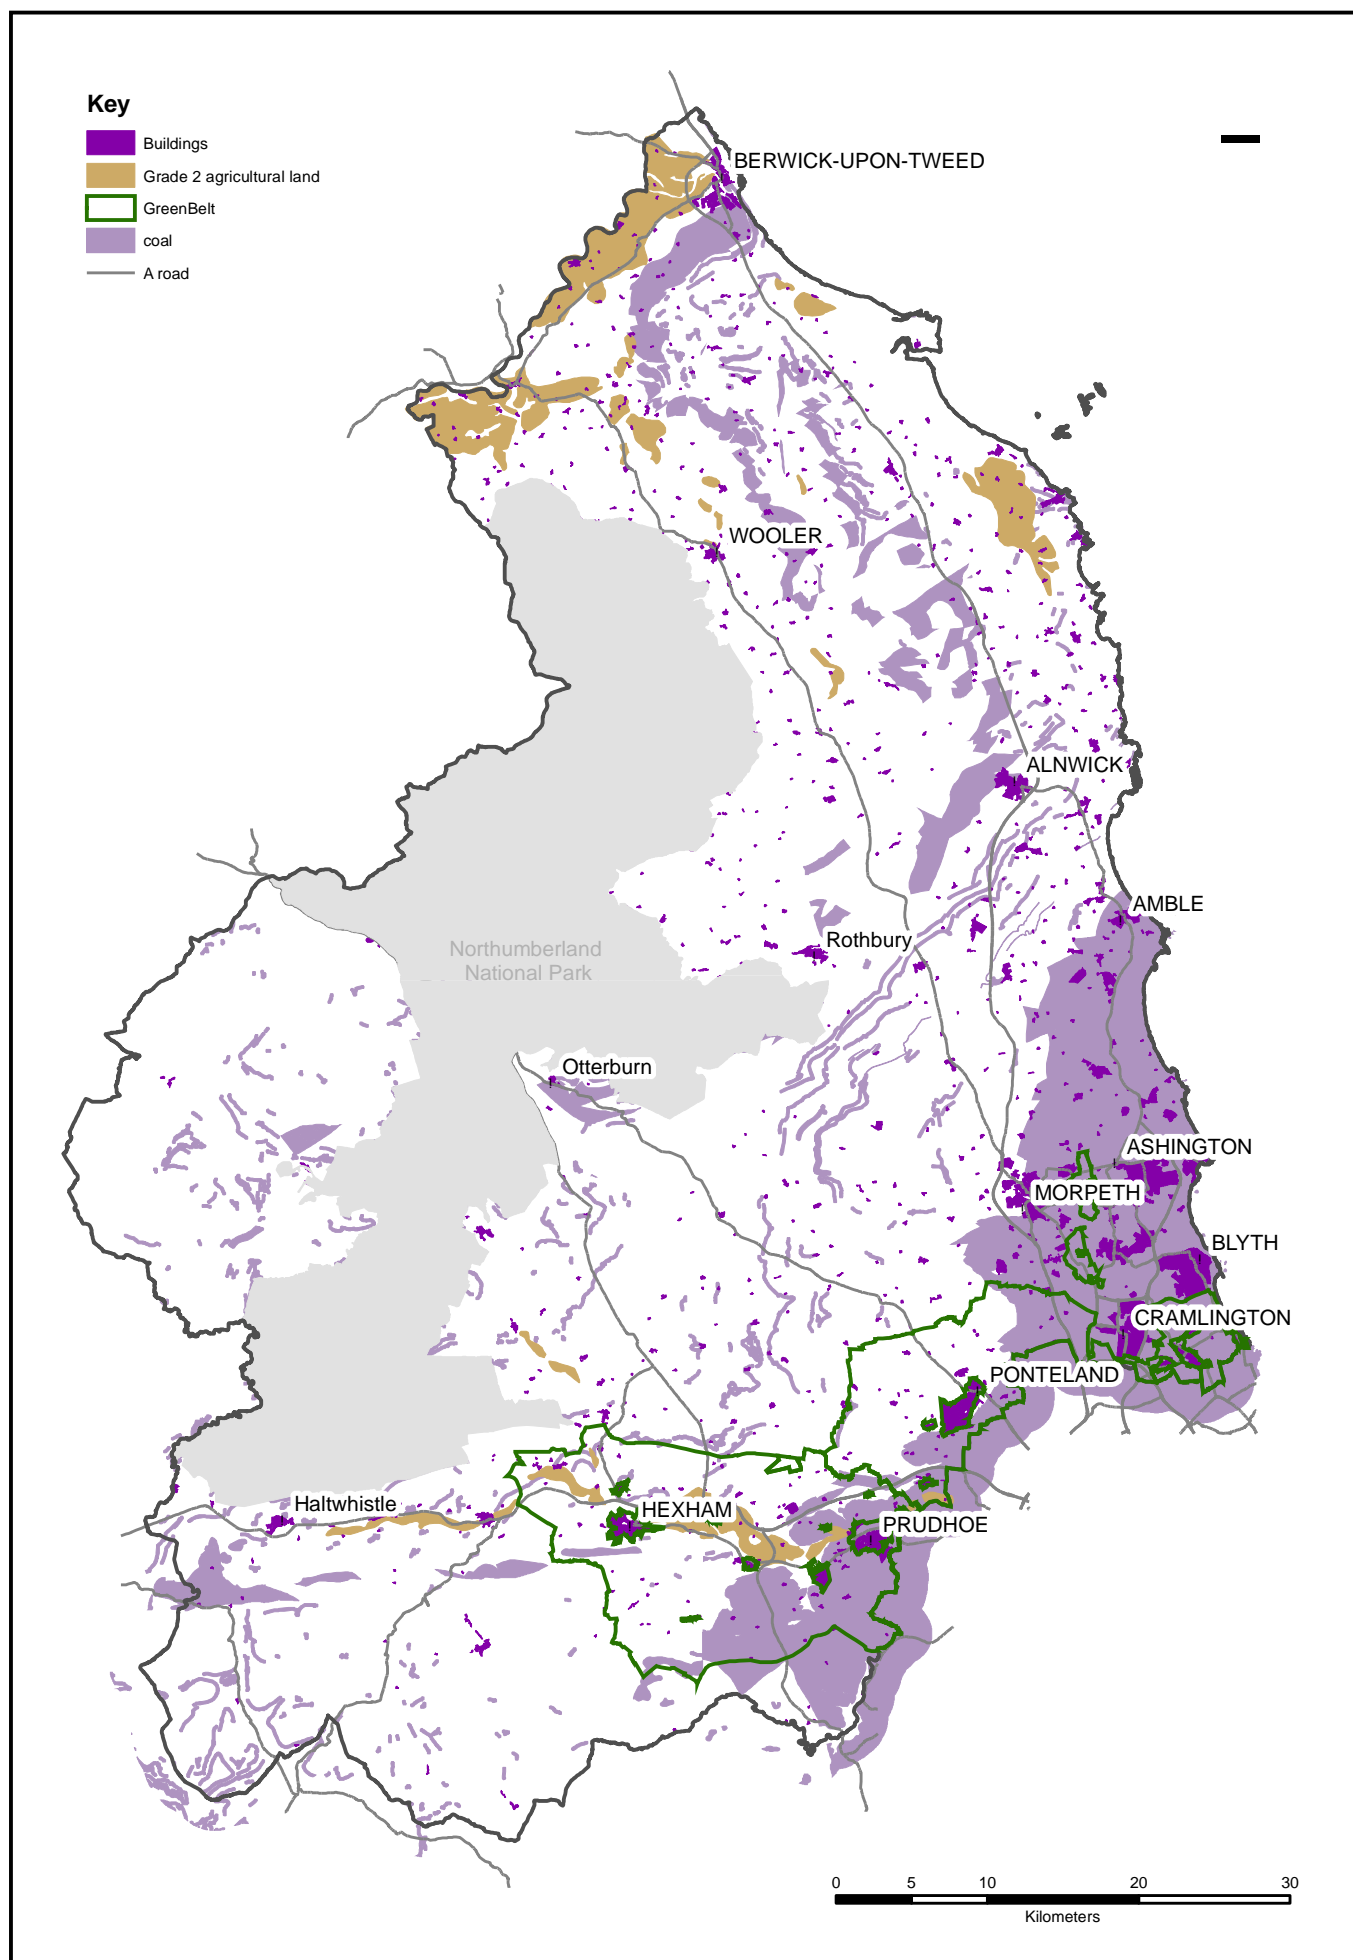 Key
Buildings
Grade 2 agricultural land
GreenBelt
coal
A road
BERWICK-UPON-TWEED
WOOLER
ALNWICK
AMBLE
Rothbury
Northumberland
National Park
Otterburn
ASHINGTON
MORPETH
BLYTH
CRAMLINGTON
PONTELAND
Haltwhistle
HEXHAM
PRUDHOE
0 5 10 20 30
Kilometers